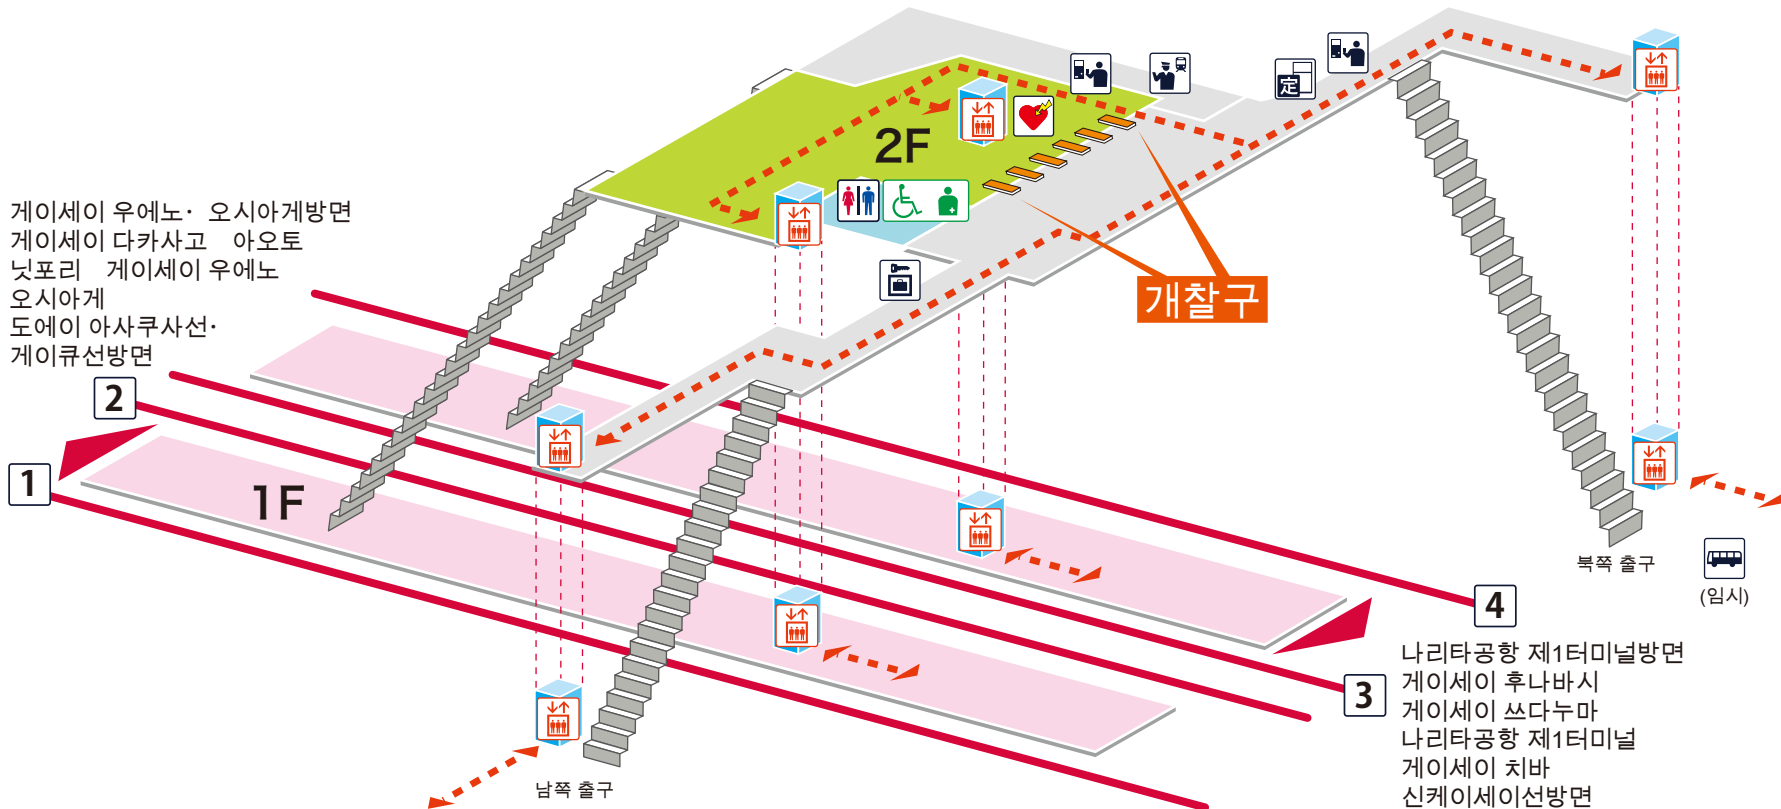 定
2F
게이세이 우에노· 오시아게방면
게이세이 다카사고 아오토
닛포리 게이세이 우에노
오시아게
도에이 아사쿠사선·
게이큐선방면
개찰구
2
1
1F
북쪽 출구
(임시)
4
나리타공항 제1터미널방면
게이세이 후나바시
게이세이 쓰다누마
나리타공항 제1터미널
게이세이 치바
신케이세이선방면
3
남쪽 출구